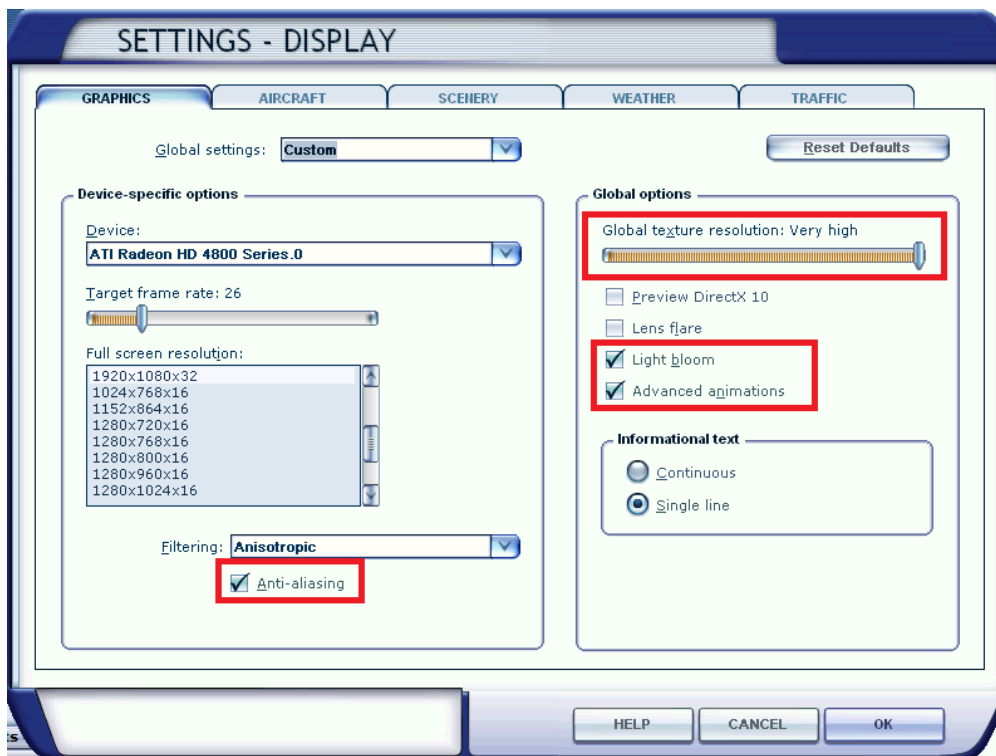 SETTINGS - DISPLAY
GRAPHICS AIRCRAFT SCENERY WEATHER TRAFFIC
Global settings: Custom Reset Defaults
Device-specific options
Device:
ATI Radeon HD 4800 Series.0
Target frame rate: 26
Full screen resolution:
1920x1080x32
1024x768x16
1152x864x16
1280x720x16
1280x768x16
1280x800x16
1280x960x16
1280x1024x16
Filtering: Anisotropic
Anti-aliasing
Global options
Global texture resolution: Very high
Preview DirectX 10
Lens flare
Light bloom
Advanced animations
Informational text
Continuous
Single line
HELP CANCEL OK